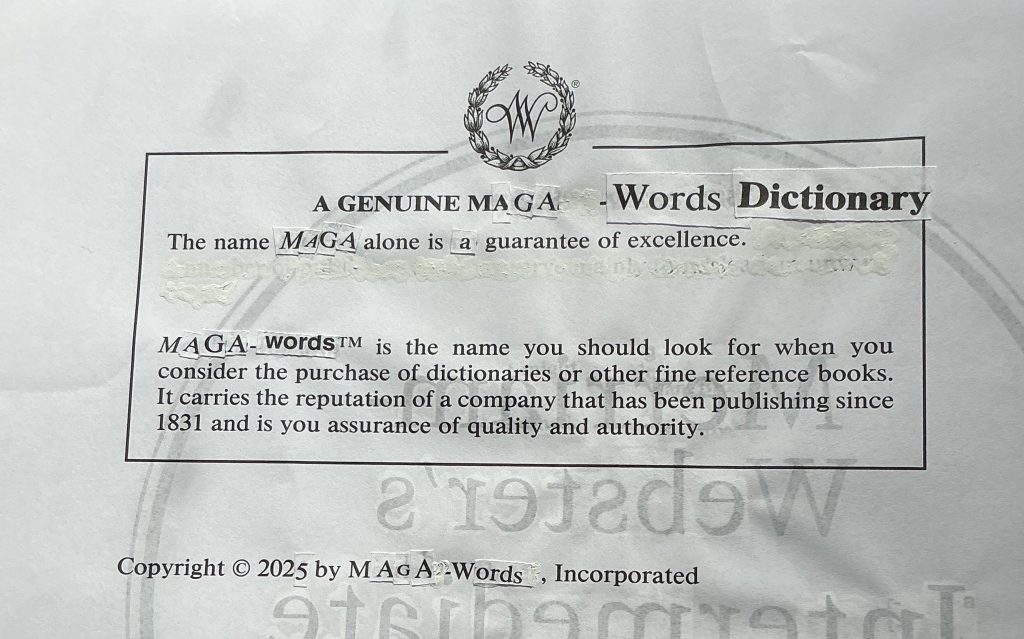 W ®
A GENUINE MAGA - Words Dictionary
The name MAGA alone is a guarantee of excellence.
MAGA-words™ is the name you should look for when you
consider the purchase of dictionaries or other fine reference books.
It carries the reputation of a company that has been publishing since
1831 and is you assurance of quality and authority.
Merriam
Webster's
Copyright © 2025 by MAGA-Words, Incorporated
Intermediate